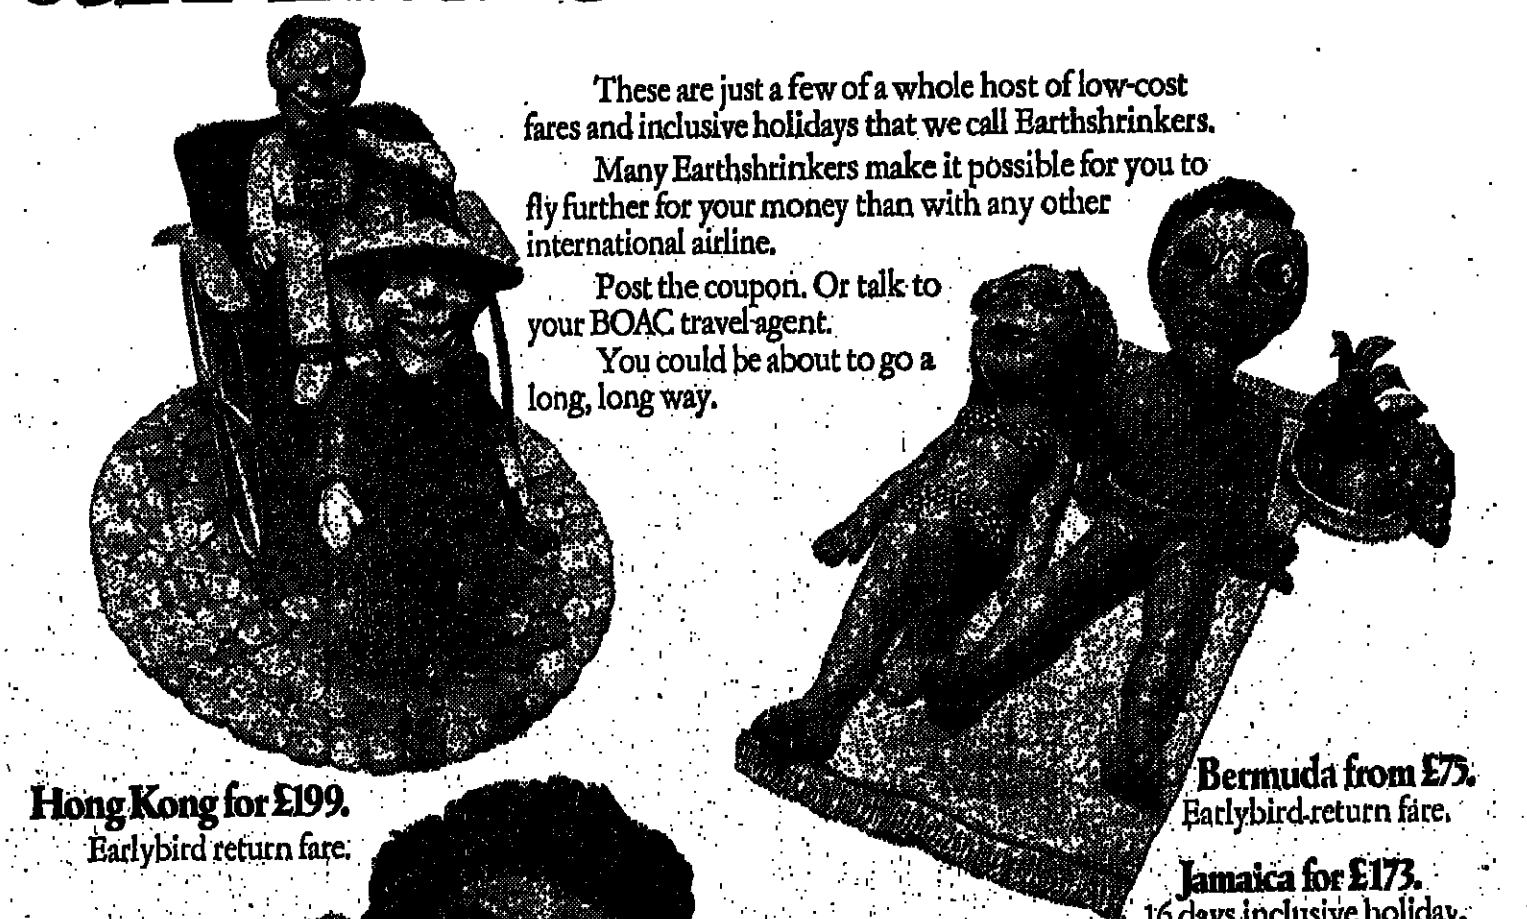 These are just a few of a whole host of low-cost
fares and inclusive holidays that we call Earthshrinkers.
Many Earthshrinkers make it possible for you to
fly further for your money than with any other
international airline.
Post the coupon. Or talk to
your BOAC travel agent.
You could be about to go a
long, long way.
Hong Kong for £199.
Earlybird return fare.
Bermuda from £75.
Earlybird return fare.
Jamaica for £173.
16 days inclusive holiday.